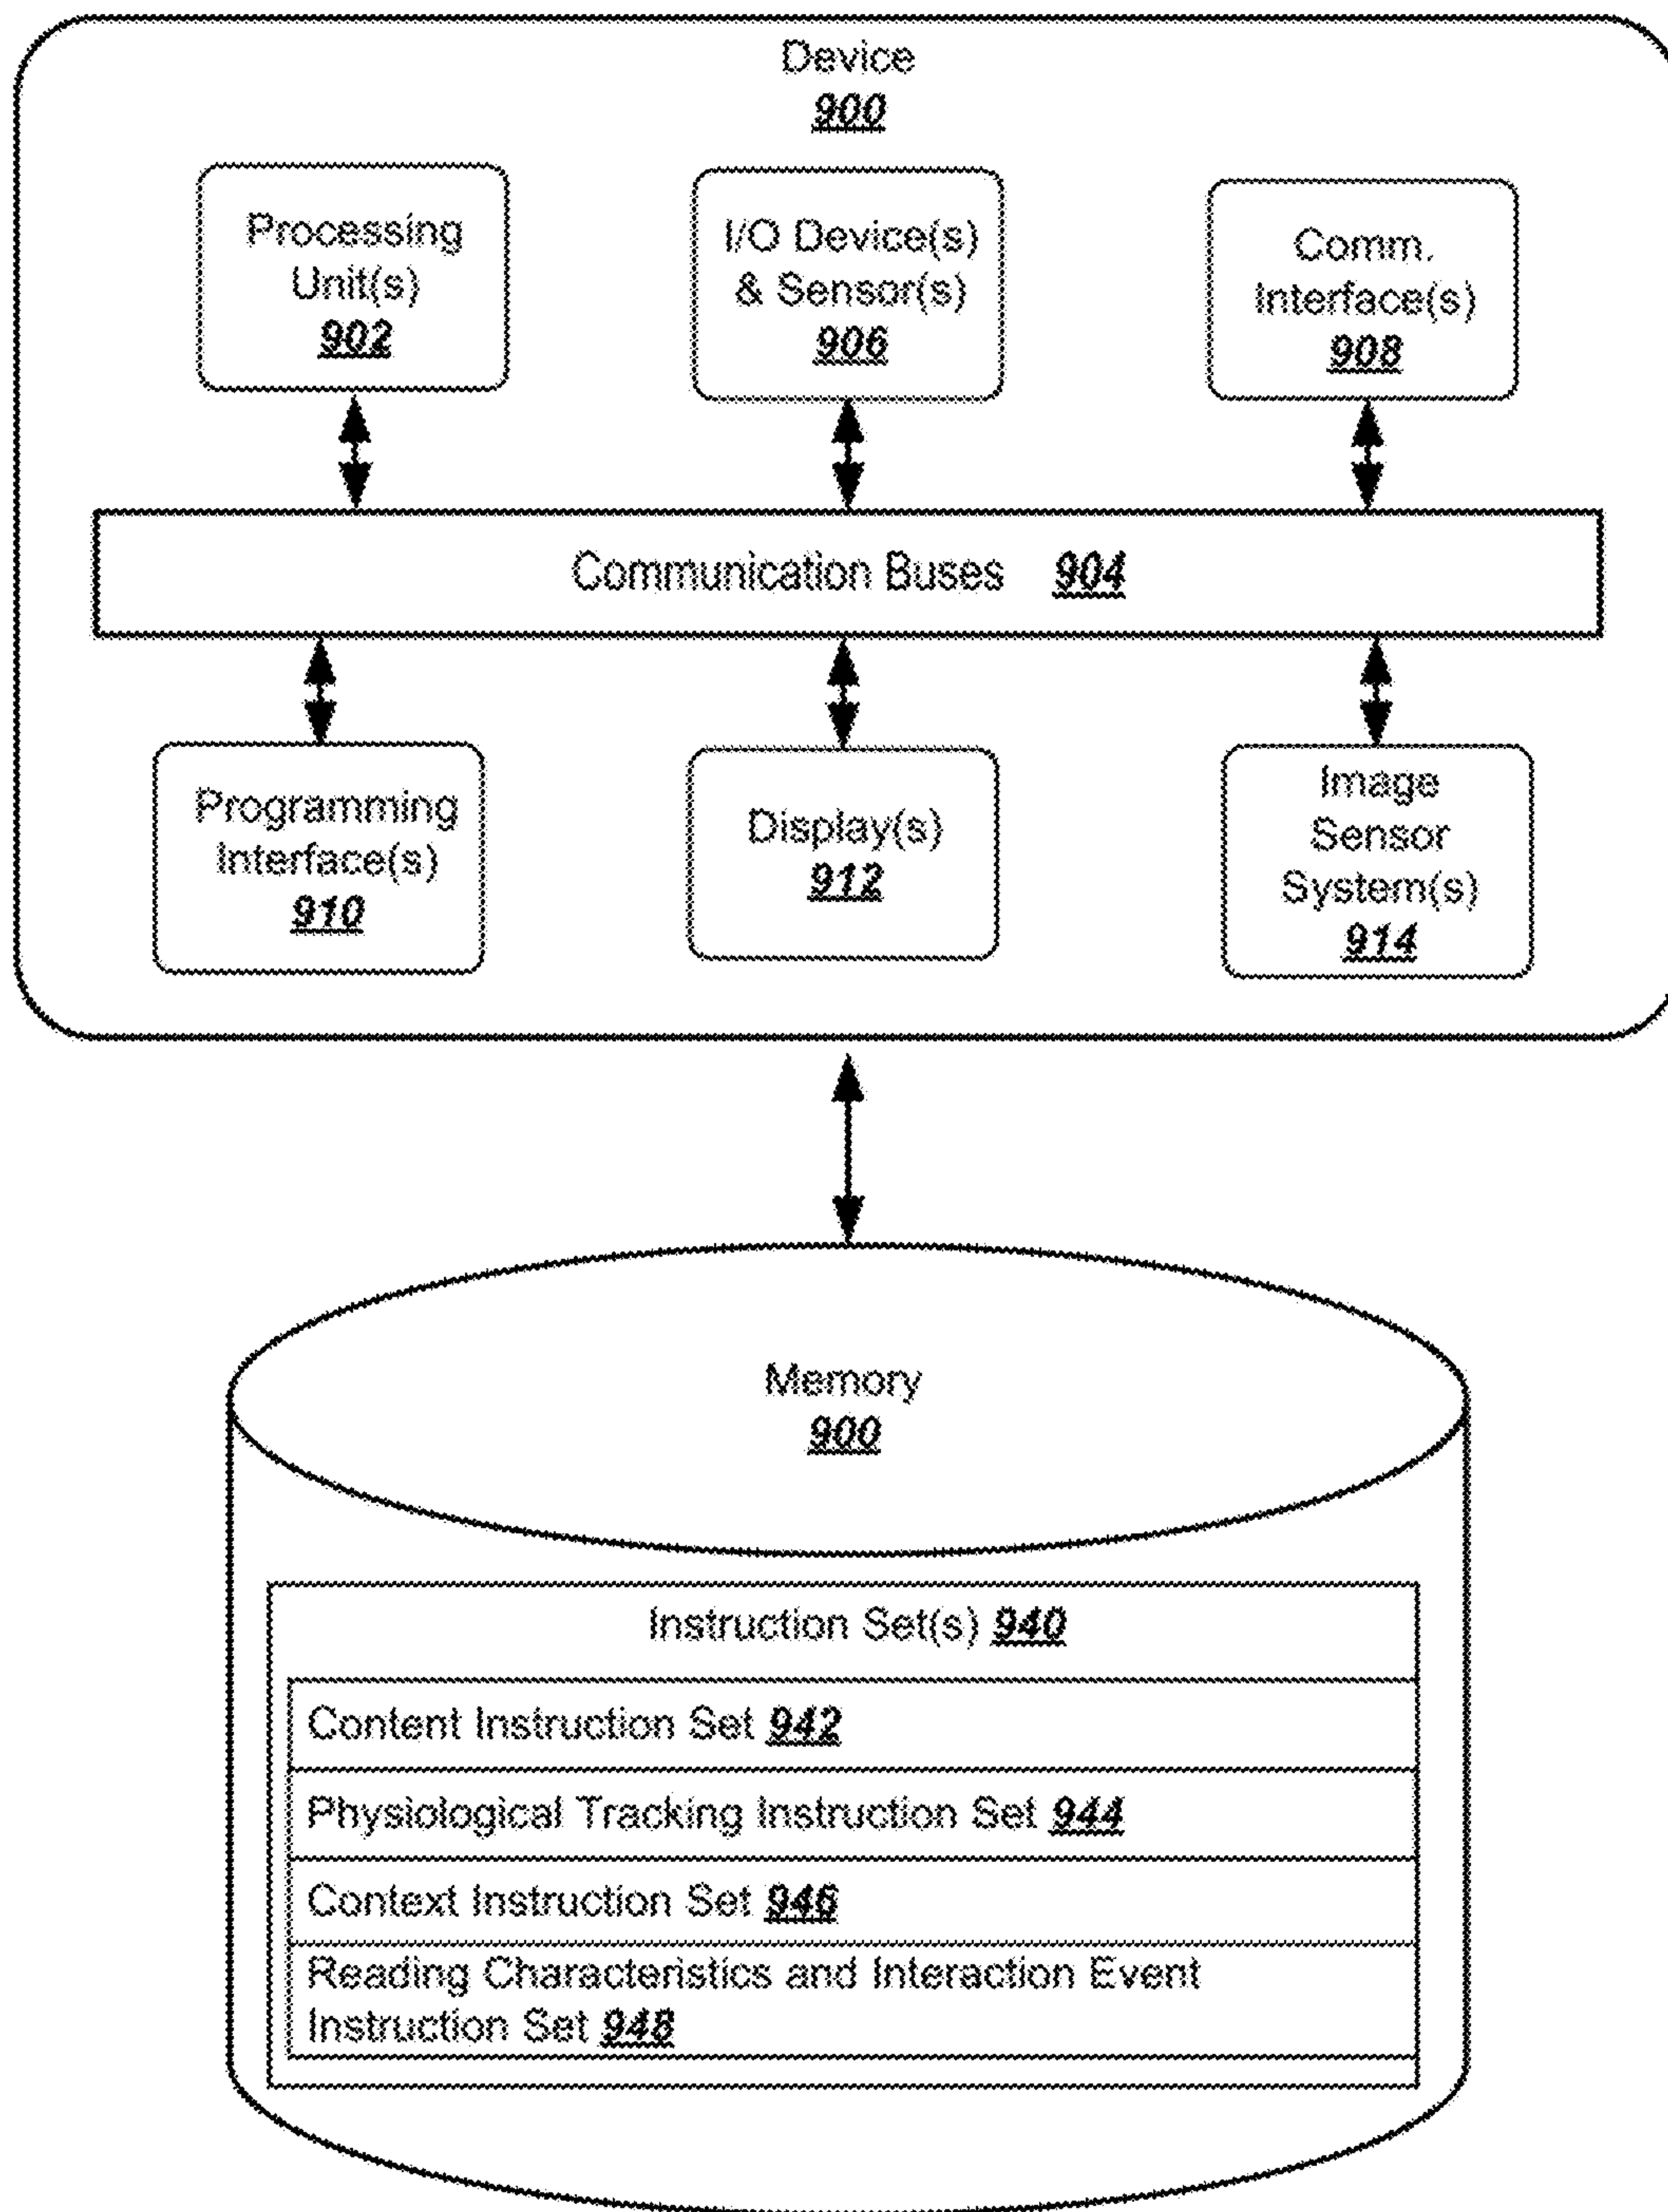 Device
900
Processing
Unit(s)
902
I/O Device(s)
& Sensor(s)
906
Comm.
Interface(s)
908
Communication Buses 904
Programming
Interface(s)
910
Display(s)
912
Image
Sensor
System(s)
914
Memory
900
Instruction Set(s) 940
Content Instruction Set 942
Physiological Tracking Instruction Set 944
Context Instruction Set 946
Reading Characteristics and Interaction Event
Instruction Set 948